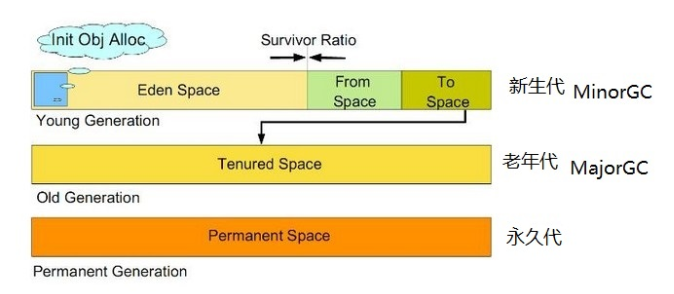 Init Obj Alloc
Survivor Ratio
Eden Space
From
Space
To
Space
新生代 MinorGC
Young Generation
Tenured Space
老年代 MajorGC
Old Generation
Permanent Space
永久代
Permanent Generation